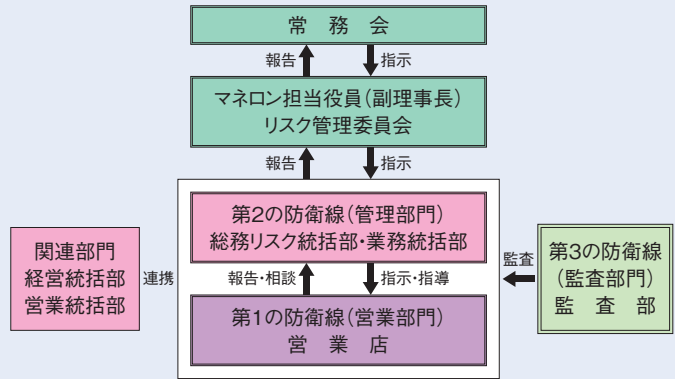 常務会
報告
指示
マネロン担当役員(副理事長)
リスク管理委員会
報告
指示
第2の防衛線(管理部門)
総務リスク統括部・業務統括部
関連部門
経営統括部
営業統括部
連携
報告・相談
指示・指導
監査
第3の防衛線
(監査部門)
監査部
第1の防衛線(営業部門)
営業店